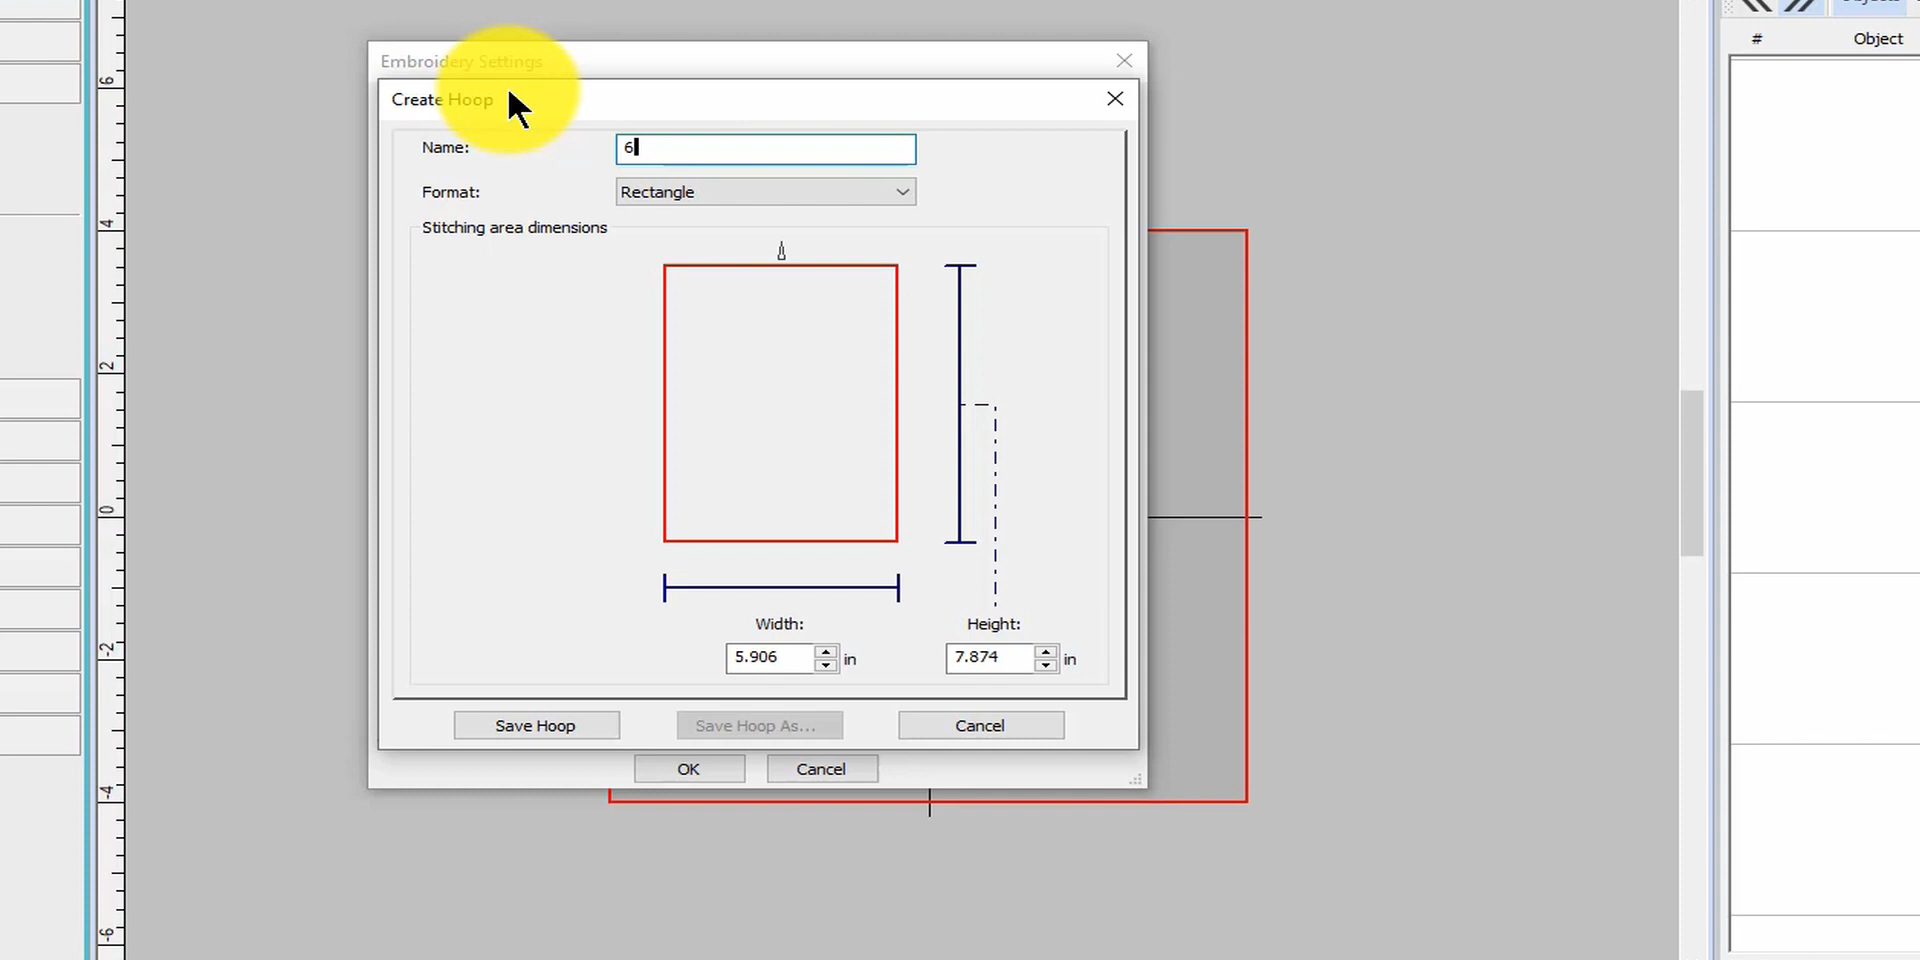 Embroidery Settings
# Object
Create Hoop
Name: 6
Format: Rectangle
Stitching area dimensions
Width: Height:
5.906 in 7.874 in
Save Hoop Save Hoop As... Cancel
OK Cancel
6
4
2
0
-2
-4
-6